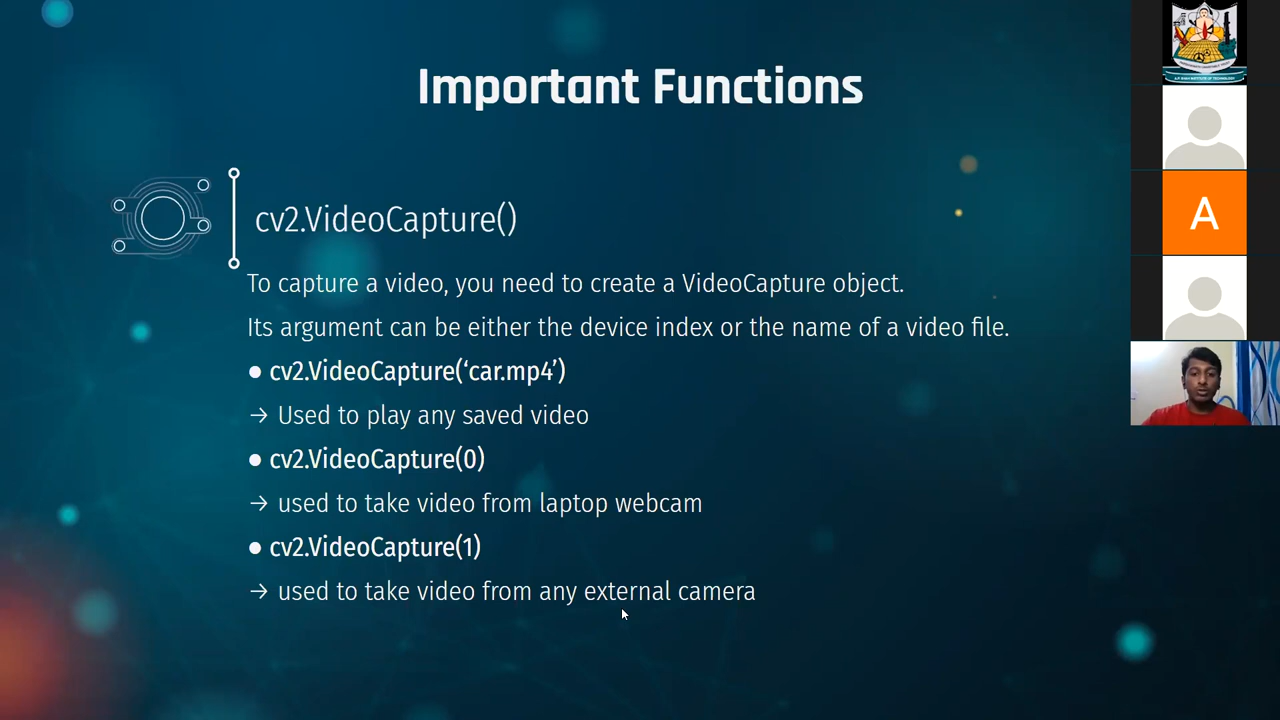 Important Functions
cv2.VideoCapture()
To capture a video, you need to create a VideoCapture object.
Its argument can be either the device index or the name of a video file.
● cv2.VideoCapture(‘car.mp4’)
→ Used to play any saved video
● cv2.VideoCapture(0)
→ used to take video from laptop webcam
● cv2.VideoCapture(1)
→ used to take video from any external camera
A